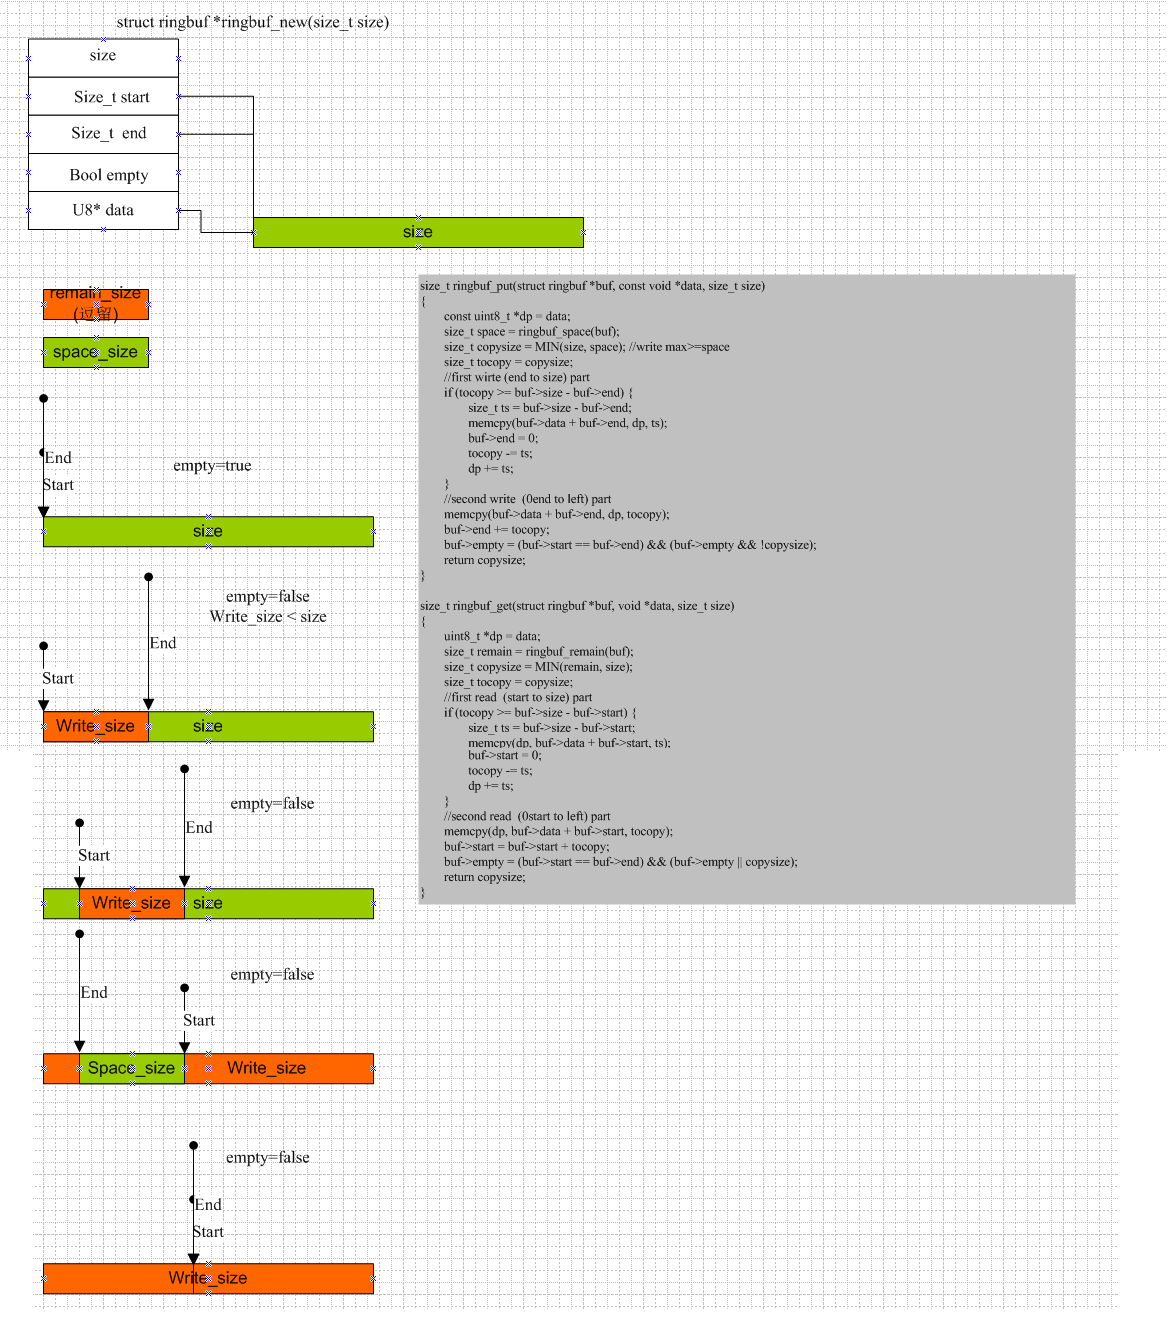 struct ringbuf *ringbuf_new(size_t size)
size
Size_t start
Size_t end
Bool empty
U8* data
size
remain_size
space_size
End
Start
empty=true
size
empty=false
Write_size < size
End
Start
Write_size
size
empty=false
End
Start
Write_size
size
empty=false
End
Start
Space_size
Write_size
empty=false
End
Start
Write_size
size_t ringbuf_put(struct ringbuf *buf, const void *data, size_t size)
{
const uint8_t *dp = data;
size_t space = ringbuf_space(buf);
size_t copysize = MIN(size, space); //write max>=space
size_t tocopy = copysize;
//first wirte (end to size) part
if (tocopy >= buf->size - buf->end) {
size_t ts = buf->size - buf->end;
memcpy(buf->data + buf->end, dp, ts);
buf->end = 0;
tocopy -= ts;
dp += ts;
}
//second write (0end to left) part
memcpy(buf->data + buf->end, dp, tocopy);
buf->end += tocopy;
buf->empty = (buf->start == buf->end) && (buf->empty && !copysize);
return copysize;
}
size_t ringbuf_get(struct ringbuf *buf, void *data, size_t size)
{
uint8_t *dp = data;
size_t remain = ringbuf_remain(buf);
size_t copysize = MIN(remain, size);
size_t tocopy = copysize;
//first read (start to size) part
if (tocopy >= buf->size - buf->start) {
size_t ts = buf->size - buf->start;
memcpy(dp, buf->data + buf->start, ts);
buf->start = 0;
tocopy -= ts;
dp += ts;
}
//second read (0start to left) part
memcpy(dp, buf->data + buf->start, tocopy);
buf->start = buf->start + tocopy;
buf->empty = (buf->start == buf->end) && (buf->empty || copysize);
return copysize;
}